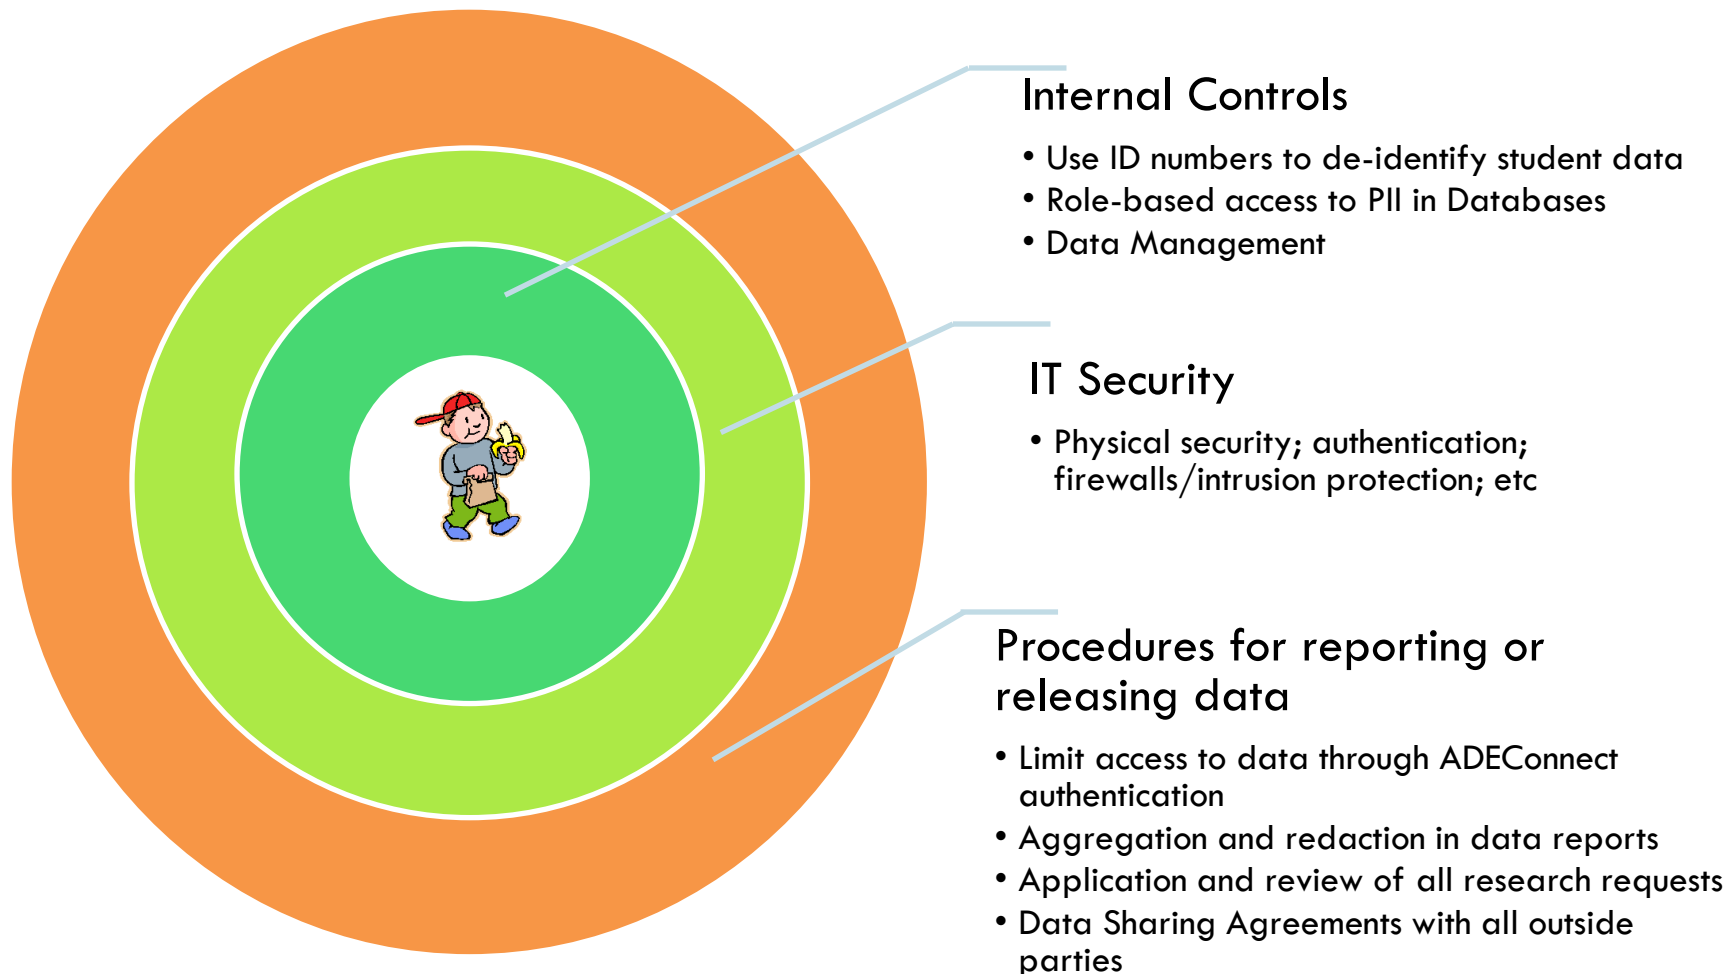 Internal Controls
• Use ID numbers to de-identify student data
• Role-based access to PII in Databases
• Data Management
IT Security
• Physical security; authentication;
firewalls/intrusion protection; etc
Procedures for reporting or
releasing data
• Limit access to data through ADEConnect
authentication
• Aggregation and redaction in data reports
• Application and review of all research requests
• Data Sharing Agreements with all outside
parties